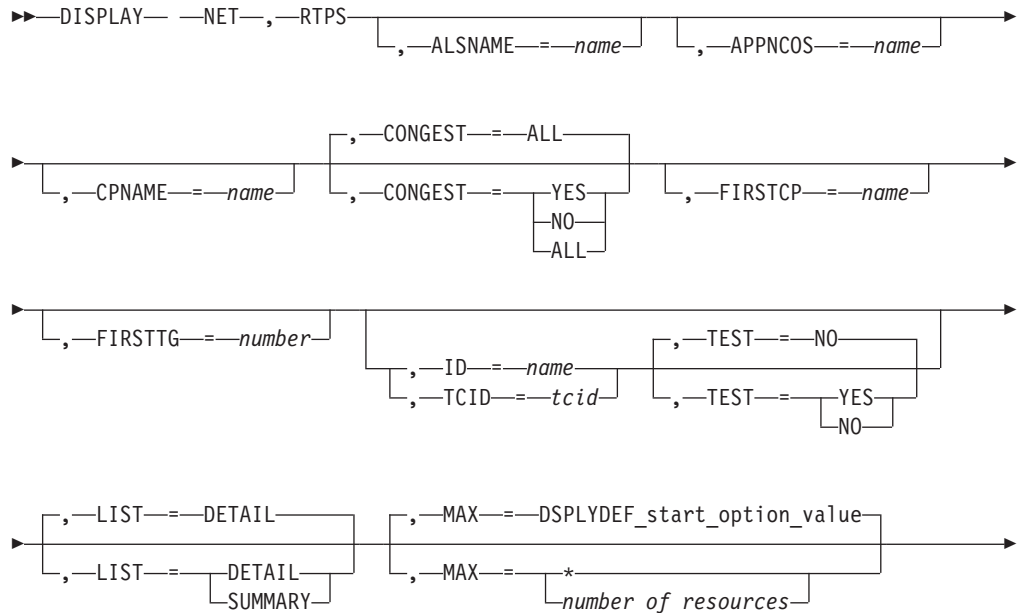 DISPLAY NET , RTPS
, ALSNAME = name , APPNCOS = name
, CONGEST = ALL
, CPNAME = name , CONGEST = YES , FIRSTCP = name
NO
ALL
, FIRSTTG = number , TEST = NO
, ID = name
, TCID = tcid , TEST = YES
NO
, LIST = DETAIL , MAX = DSPLYDEF_start_option_value
, LIST = DETAIL , MAX = *
SUMMARY number of resources